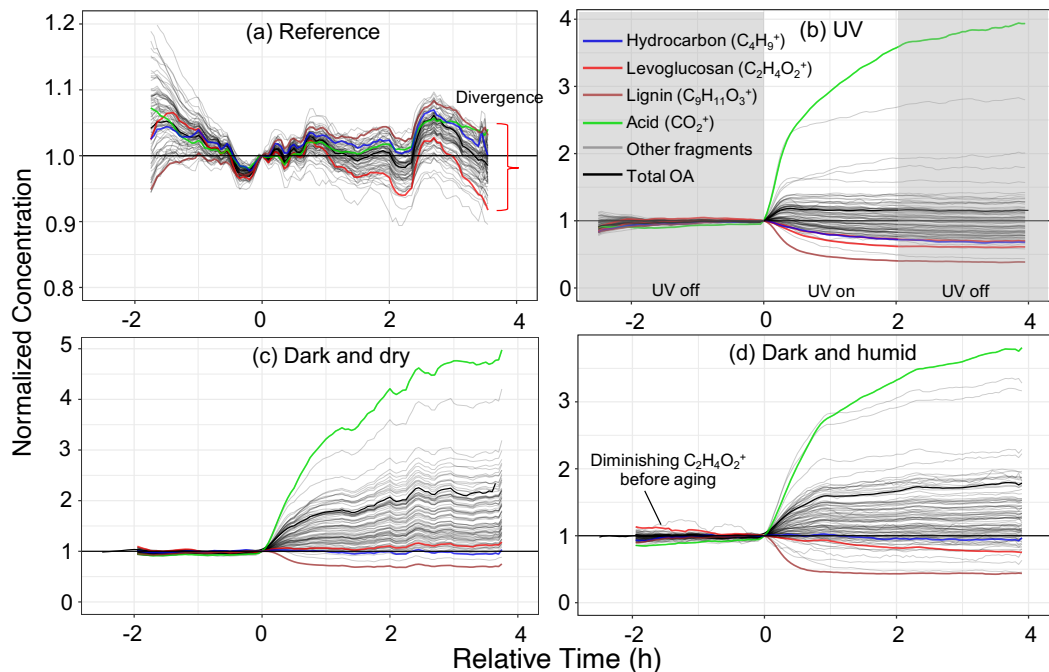 Normalized Concentration
(a) Reference
1.2
1.1
1.0
0.9
0.8
Divergence
-2
0
2
4
(b) UV
Hydrocarbon (C₄H₉⁺)
Levoglucosan (C₂H₄O₂⁺)
Lignin (C₉H₁₁O₃⁺)
Acid (CO₂⁺)
Other fragments
Total OA
4
3
2
1
0
UV off
UV on
UV off
-2
0
2
4
(c) Dark and dry
5
4
3
2
1
0
-2
0
2
4
(d) Dark and humid
4
3
2
1
0
Diminishing C₂H₄O₂⁺
before aging
-2
0
2
4
Relative Time (h)